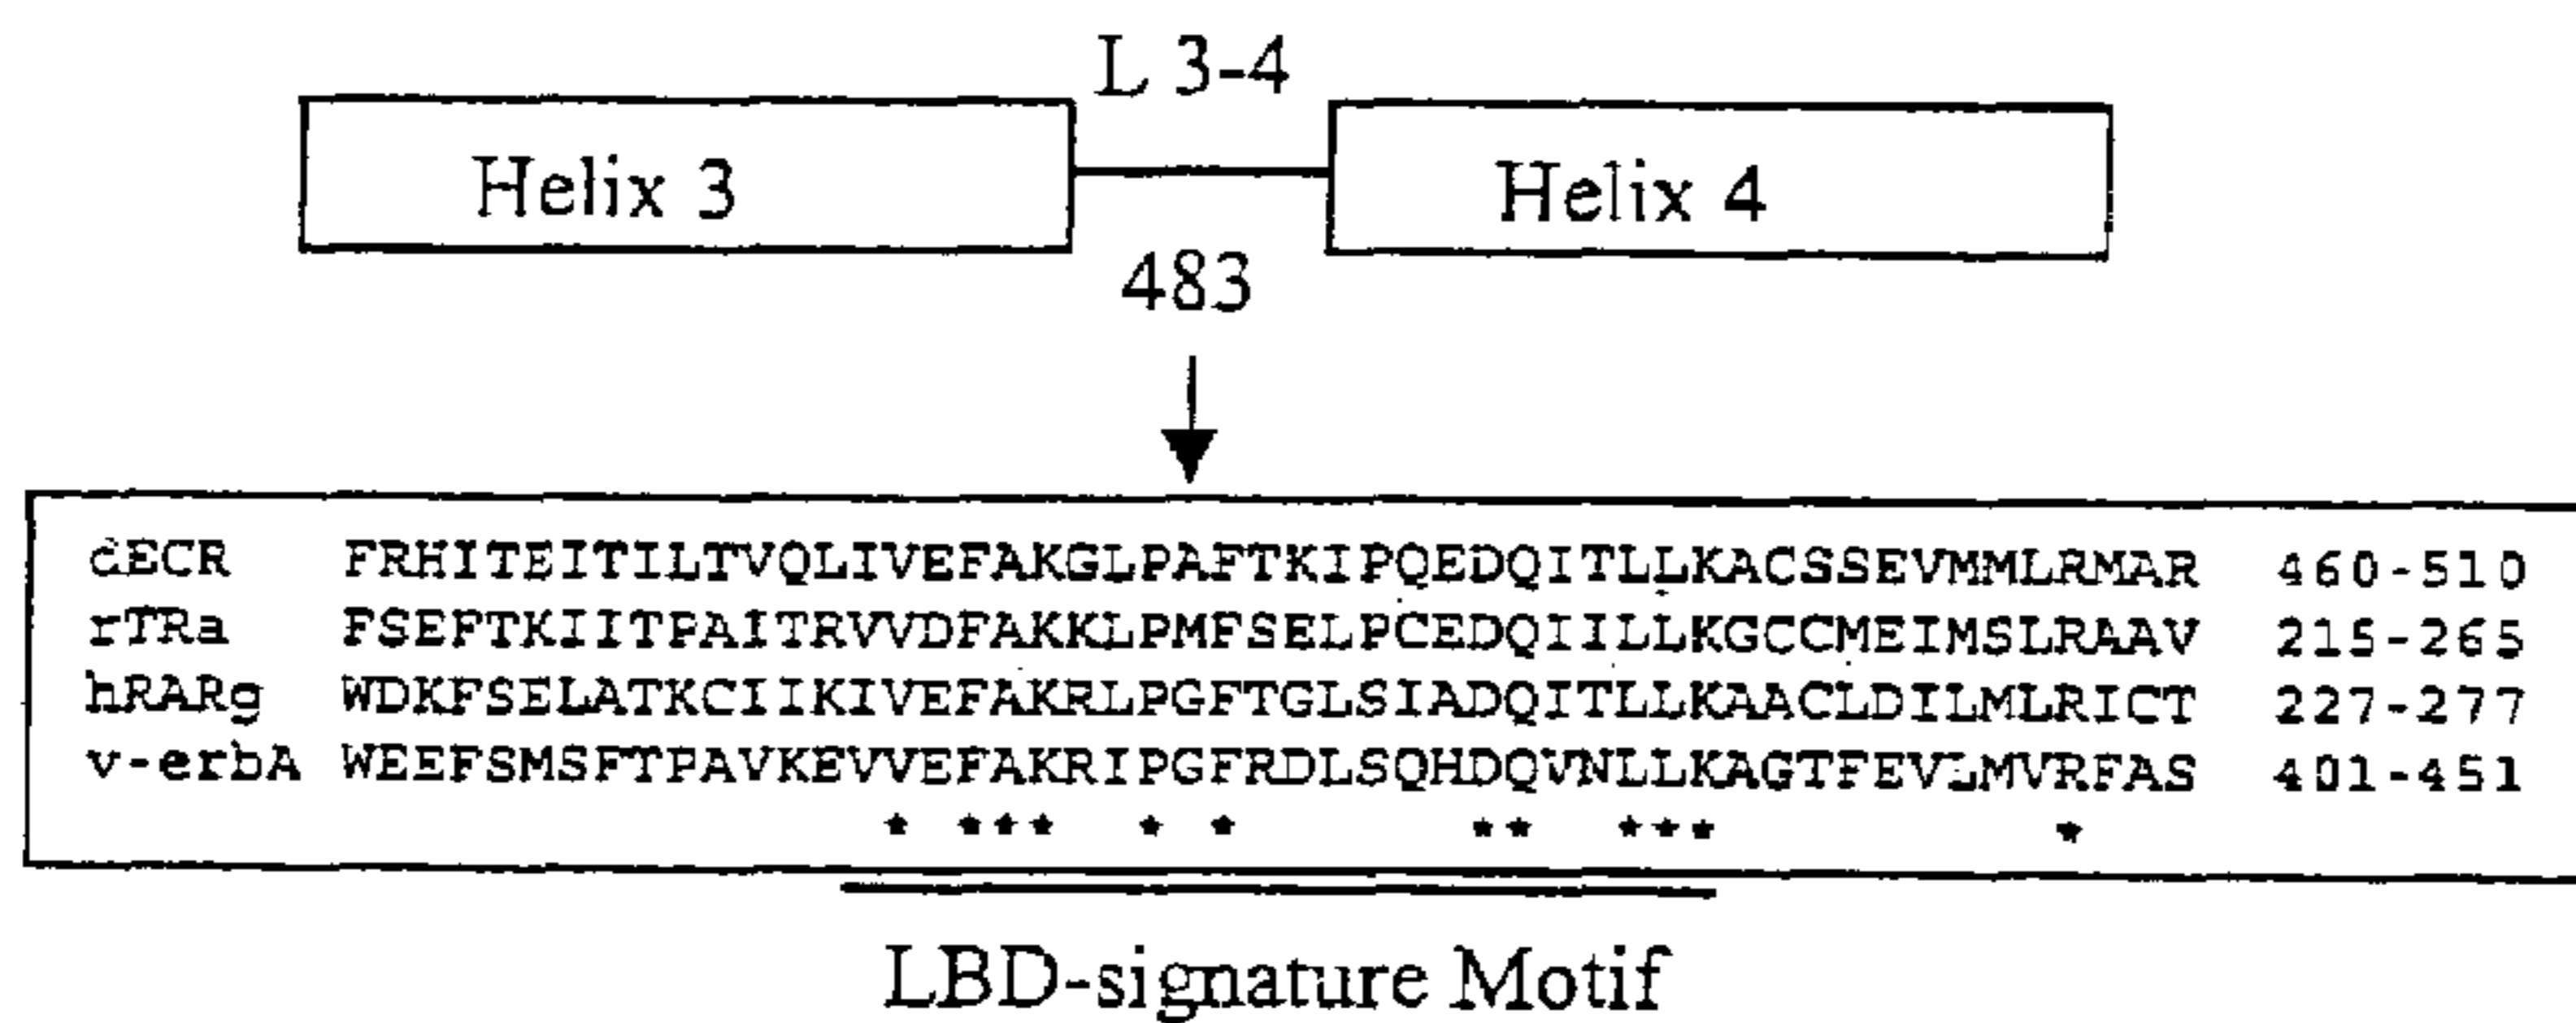 L 3-4
Helix 3
Helix 4
483
dECR FRHITEITILTVQLIVEFAKGLPAFTKIPQEDQITLLKACSSEVMMLRMAR 460-510
rTRa FSEFTKIITPAITRVVDFAKKLPMFSELPCEDQIILLKGCCMEIMSLRAAV 215-265
hRARg WDKFSELATKCIIKIVEFAKRLPGFTGLSIADQITLLKAACLDILMLRICT 227-277
v-erbA WEEFSMSFTPAVKEVVEFAKRIPGFRDLSQHDQVNLLKAGTFEVLMVRFAS 401-451
* *** * * ** *** *
LBD-signature Motif